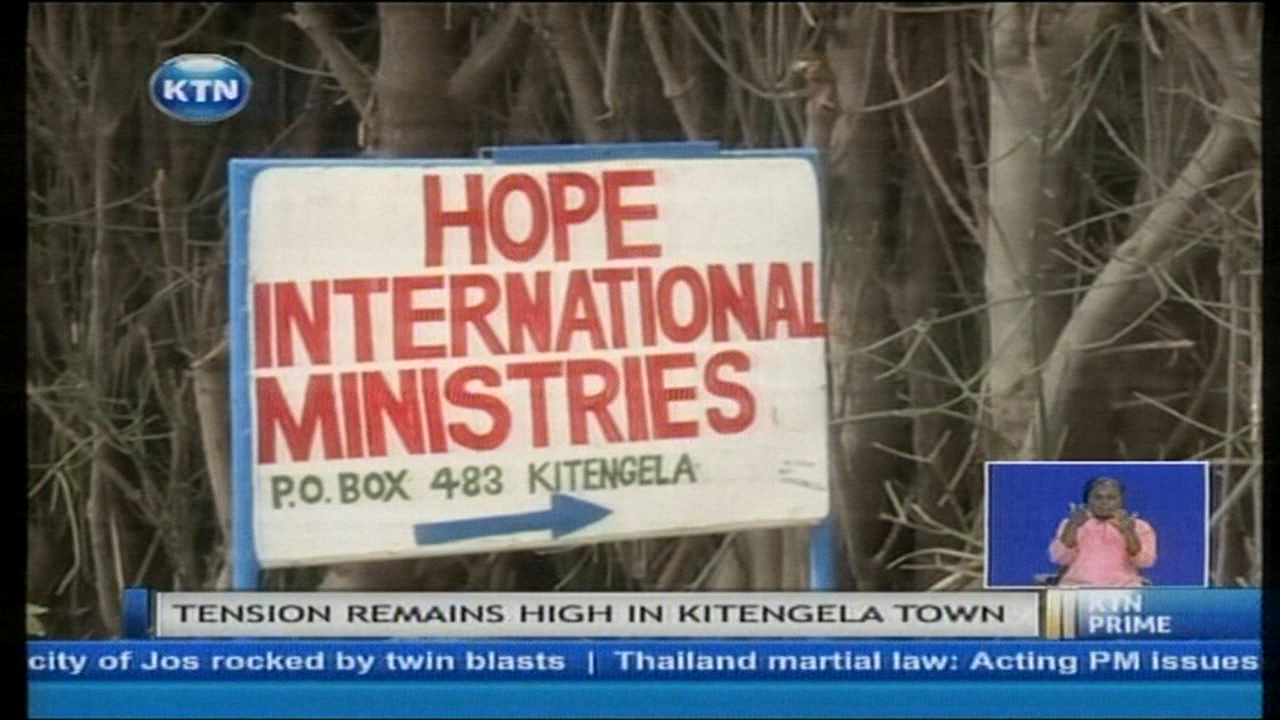 KTN
HOPE
INTERNATIONAL
MINISTRIES
P.O. BOX 483 KITENGELA
TENSION REMAINS HIGH IN KITENGELA TOWN
KTN
PRIME
city of Jos rocked by twin blasts | Thailand martial law: Acting PM issues